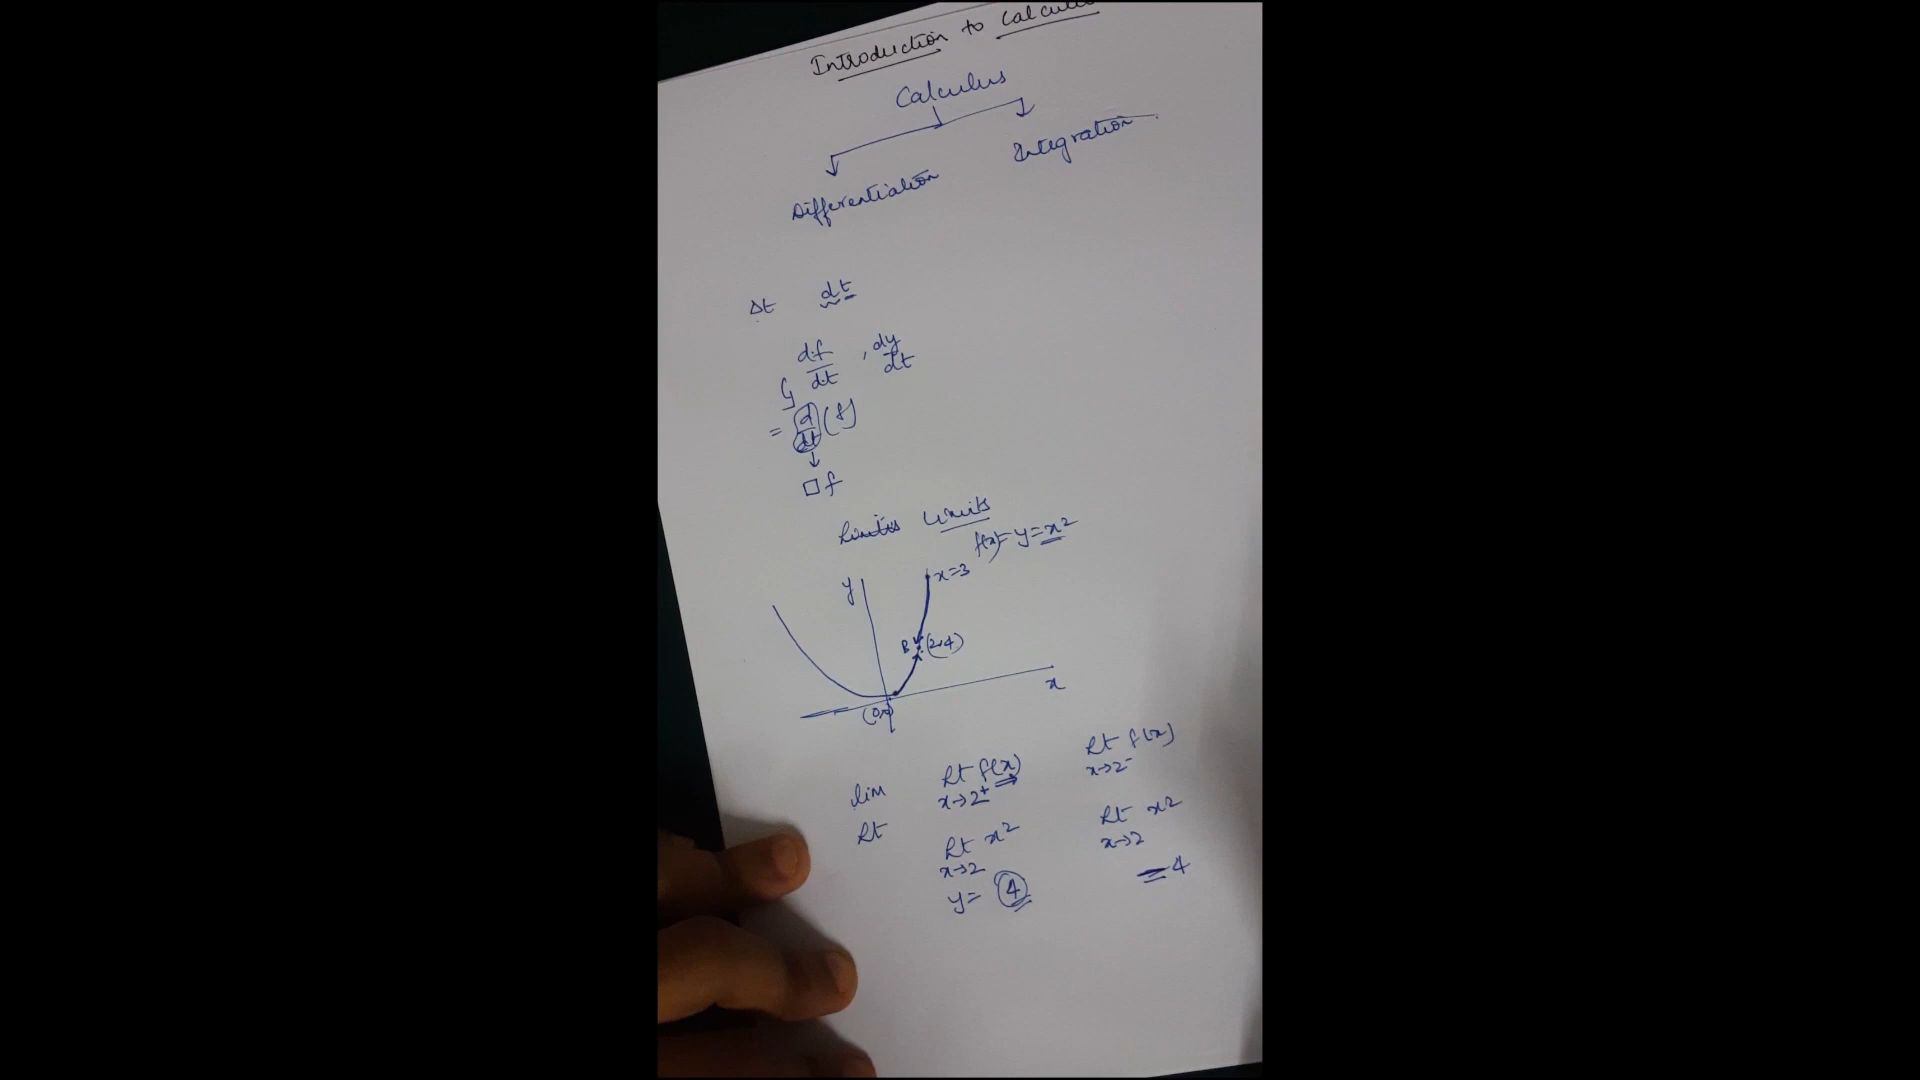 Introduction to Calculu
Calculus
Differentiation Integration
Δt dt
df/dt , dy/dt
= d/dt (f)
□f
Limits
f(x)= y=x²
y x=3
B (2,4)
x
(0,0)
lim Lt f(x) Lt f(x)
x→2⁺ x→2⁻
Lt Lt x² Lt x²
x→2 x→2
y= 4 =4